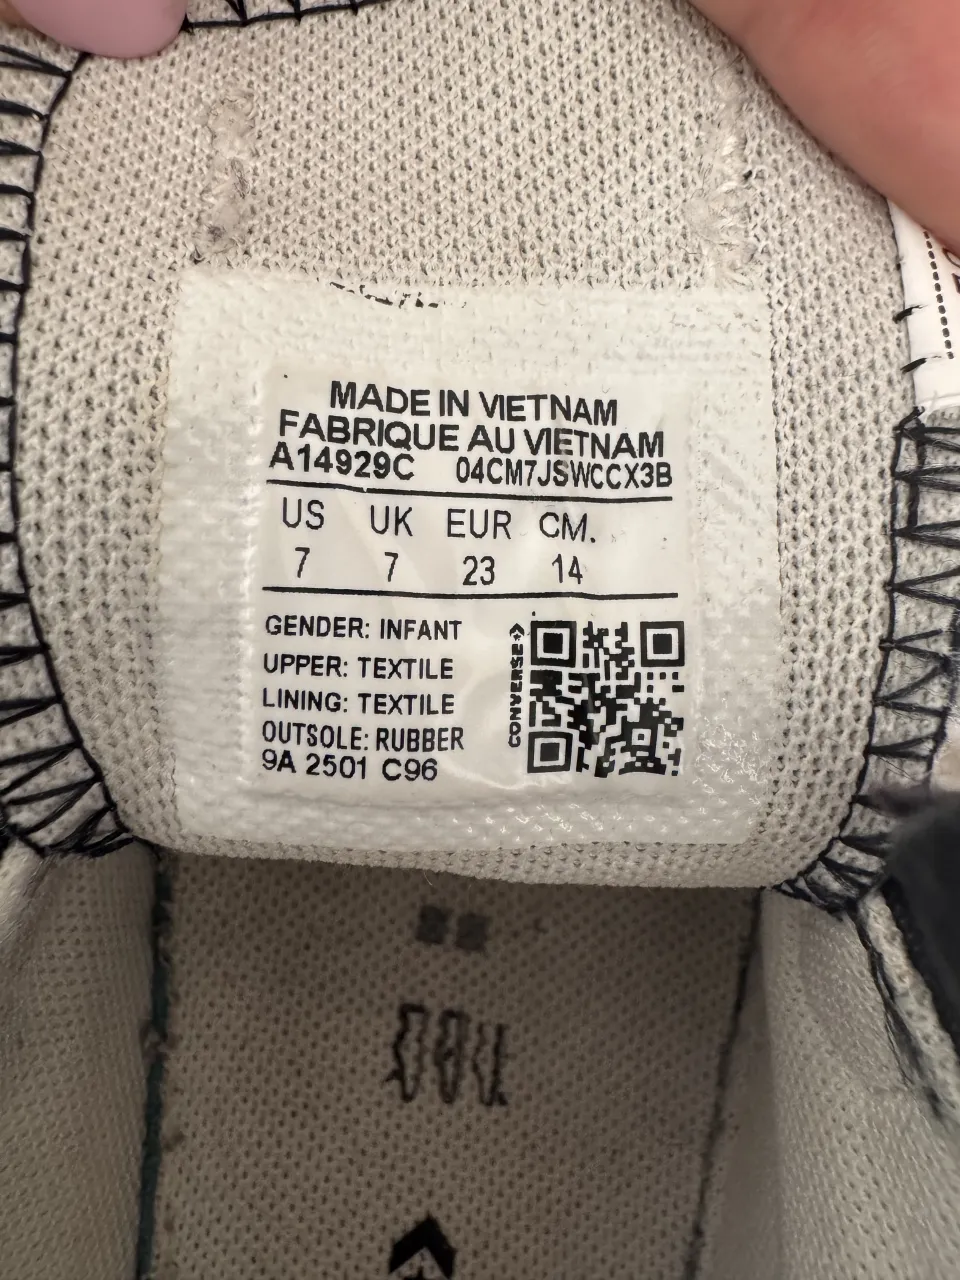 MADE IN VIETNAM
FABRIQUE AU VIETNAM
A14929C 04CM7JSWCCX3B
US UK EUR CM.
7 7 23 14
GENDER: INFANT
UPPER: TEXTILE
LINING: TEXTILE
OUTSOLE: RUBBER
9A 2501 C96
CONVERSE